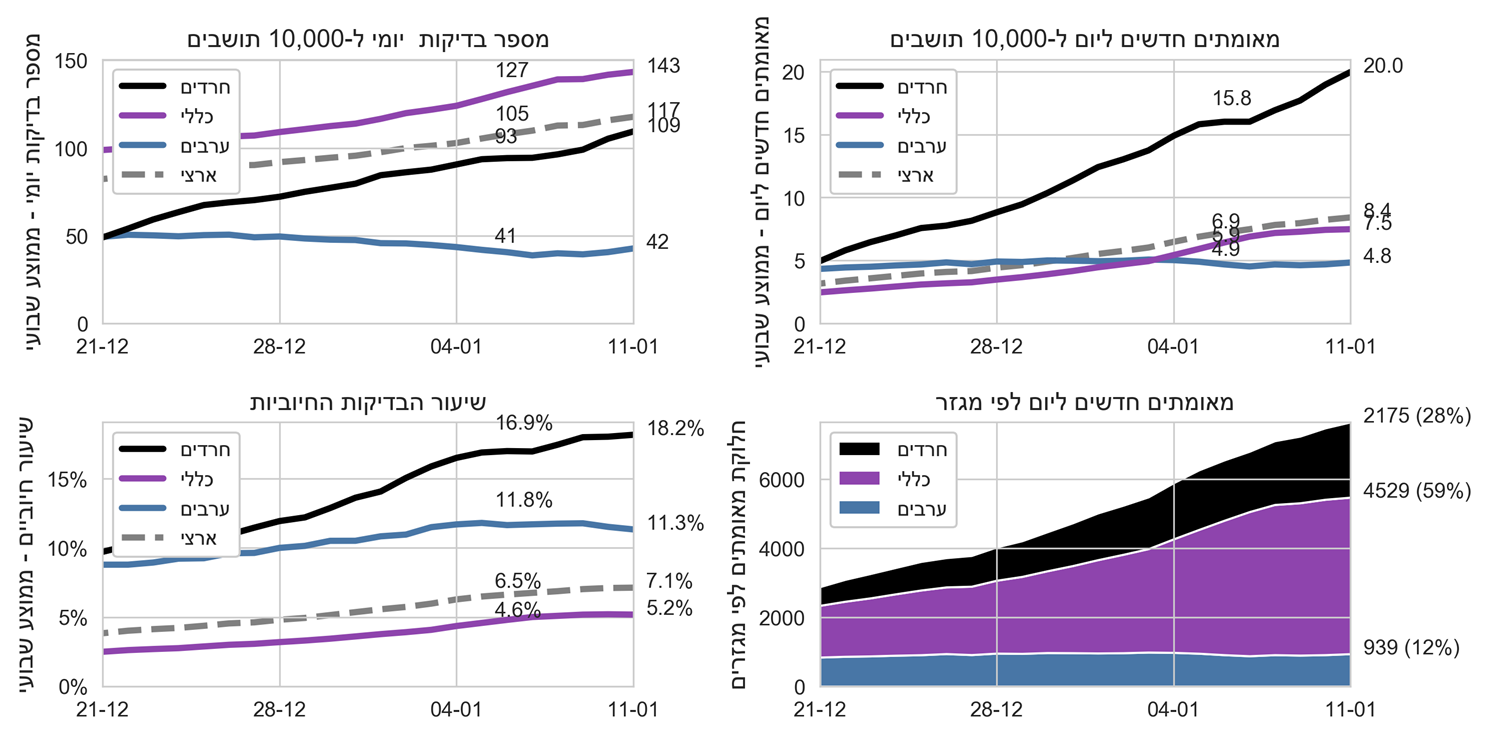 מספר בדיקות יומי ל-10,000 תושבים
מספר בדיקות יומי - ממוצע שבועי
150
100
50
0
חרדים
כללי
ערבים
ארצי
127
105
93
41
143
117
109
42
21-12
28-12
04-01
11-01
מאומתים חדשים ליום ל-10,000 תושבים
מאומתים חדשים ליום - ממוצע שבועי
20
15
10
5
0
חרדים
כללי
ערבים
ארצי
15.8
6.9
5.9
4.9
20.0
8.4
7.5
4.8
21-12
28-12
04-01
11-01
שיעור הבדיקות החיוביות
שיעור חיוביים - ממוצע שבועי
15%
10%
5%
0%
חרדים
כללי
ערבים
ארצי
16.9%
11.8%
6.5%
4.6%
18.2%
11.3%
7.1%
5.2%
21-12
28-12
04-01
11-01
מאומתים חדשים ליום לפי מגזר
חלוקת מאומתים לפי מגזרים
6000
4000
2000
0
חרדים
כללי
ערבים
2175 (28%)
4529 (59%)
939 (12%)
21-12
28-12
04-01
11-01